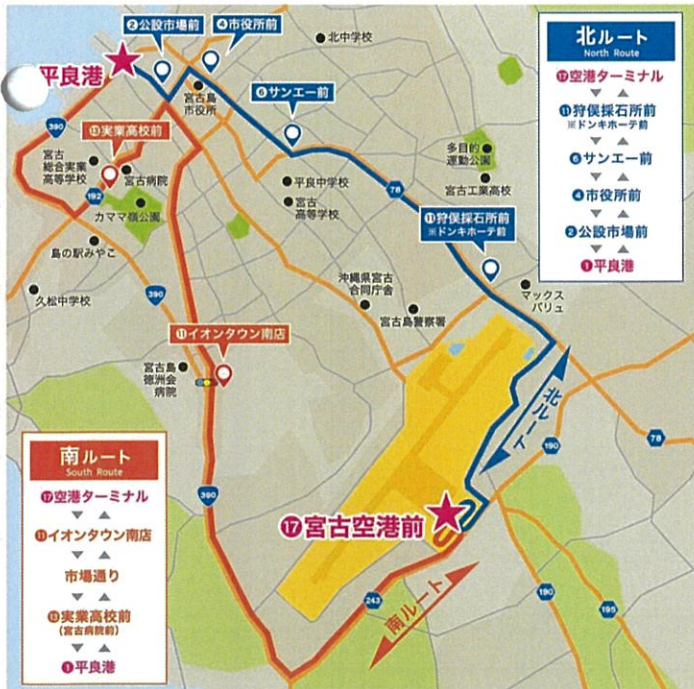 北ルート
North Route
⑰空港ターミナル
⑪狩俣採石所前
※ドンキホーテ前
⑥サンエー前
④市役所前
②公設市場前
①平良港
②公設市場前
④市役所前
北中学校
平良港
宮古島
市役所
⑥サンエー前
390
⑬実業高校前
宮古
総合実業
高等学校
宮古病院
192
カママ嶺公園
平良中学校
宮古
高等学校
78
多目的
運動公園
宮古工業高校
島の駅みやこ
⑪狩俣採石所前
※ドンキホーテ前
久松中学校
390
沖縄県宮古
合同庁舎
宮古島警察署
マックス
バリュ
⑪イオンタウン南店
宮古島
徳洲会
病院
北ルート
190
78
390
⑰宮古空港前
243
南ルート
190
195
南ルート
South Route
⑰空港ターミナル
⑪イオンタウン南店
市場通り
⑬実業高校前
(宮古病院前)
①平良港